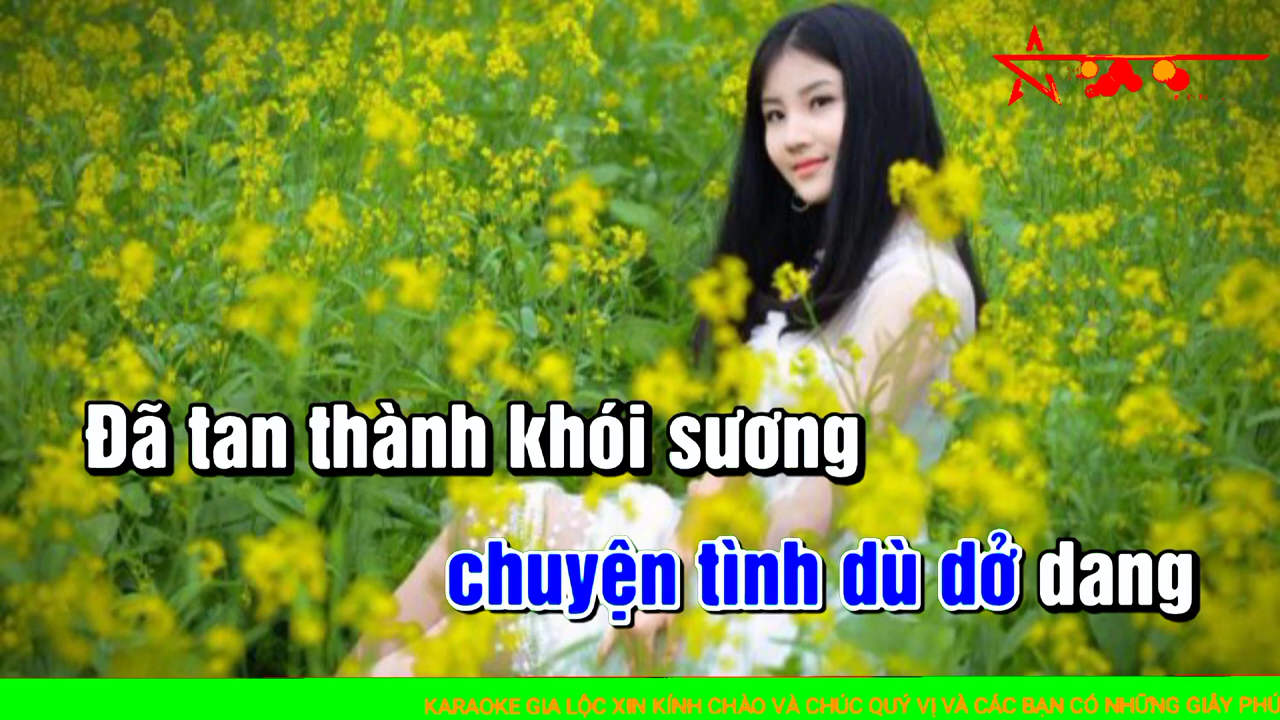 Đã tan thành khói sương
chuyện tình dù dở dang
KARAOKE GIA LỘC XIN KÍNH CHÀO VÀ CHÚC QUÝ VỊ VÀ CÁC BẠN CÓ NHỮNG GIÂY PHÚ